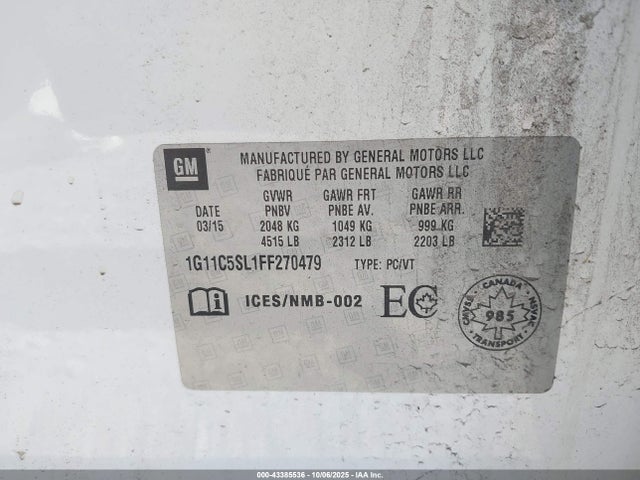 GM
MANUFACTURED BY GENERAL MOTORS LLC
FABRIQUÉ PAR GENERAL MOTORS LLC
GVWR GAWR FRT GAWR RR
DATE PNBV PNBE AV. PNBE ARR.
03/15 2048 KG 1049 KG 999 KG
4515 LB 2312 LB 2203 LB
1G11C5SL1FF270479 TYPE: PC/VT
ICES/NMB-002 EC
CANADA
CMVSS 985 NSVAC
TRANSPORT
000-43385536 | 10/06/2025 | IAA Inc.